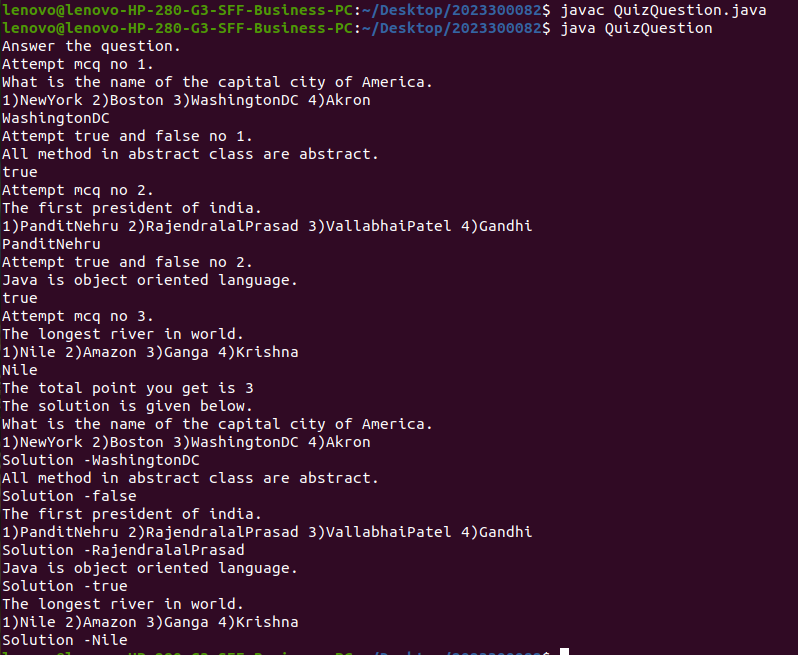 lenovo@lenovo-HP-280-G3-SFF-Business-PC:~/Desktop/2023300082$ javac QuizQuestion.java
lenovo@lenovo-HP-280-G3-SFF-Business-PC:~/Desktop/2023300082$ java QuizQuestion
Answer the question.
Attempt mcq no 1.
What is the name of the capital city of America.
1)NewYork 2)Boston 3)WashingtonDC 4)Akron
WashingtonDC
Attempt true and false no 1.
All method in abstract class are abstract.
true
Attempt mcq no 2.
The first president of india.
1)PanditNehru 2)RajendralalPrasad 3)VallabhaiPatel 4)Gandhi
PanditNehru
Attempt true and false no 2.
Java is object oriented language.
true
Attempt mcq no 3.
The longest river in world.
1)Nile 2)Amazon 3)Ganga 4)Krishna
Nile
The total point you get is 3
The solution is given below.
What is the name of the capital city of America.
1)NewYork 2)Boston 3)WashingtonDC 4)Akron
Solution -WashingtonDC
All method in abstract class are abstract.
Solution -false
The first president of india.
1)PanditNehru 2)RajendralalPrasad 3)VallabhaiPatel 4)Gandhi
Solution -RajendralalPrasad
Java is object oriented language.
Solution -true
The longest river in world.
1)Nile 2)Amazon 3)Ganga 4)Krishna
Solution -Nile
lenovo@lenovo-HP-280-G3-SFF-Business-PC:~/Desktop/2023300082$